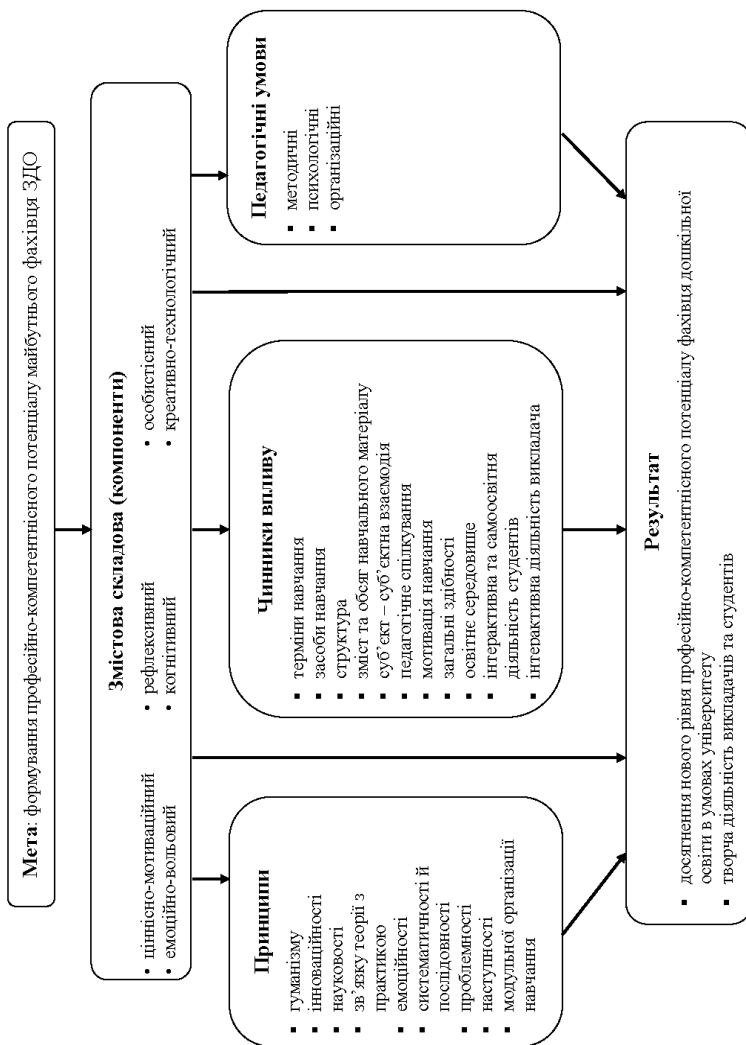 Мета: формування професійно-компетентнісного потенціалу майбутнього фахівця ЗДО
Змістова складова (компоненти)
▪ ціннісно-мотиваційний
▪ емоційно-вольовий
▪ рефлексивний
▪ когнітивний
▪ особистісний
▪ креативно-технологічний
Принципи
▪ гуманізму
▪ інноваційності
▪ науковості
▪ зв’язку теорії з
практикою
▪ емоційності
▪ систематичності й
послідовності
▪ проблемності
▪ наступності
▪ модульної організації
навчання
Чинники впливу
▪ терміни навчання
▪ засоби навчання
▪ структура
▪ зміст та обсяг навчального матеріалу
▪ суб’єкт – суб’єктна взаємодія
▪ педагогічне спілкування
▪ мотивація навчання
▪ загальні здібності
▪ освітнє середовище
▪ інтерактивна та самоосвітня
діяльність студентів
▪ інтерактивна діяльність викладача
Педагогічні умови
▪ методичні
▪ психологічні
▪ організаційні
Результат
▪ досягнення нового рівня професійно-компетентнісного потенціалу фахівця дошкільної
освіти в умовах університету
▪ творча діяльність викладачів та студентів